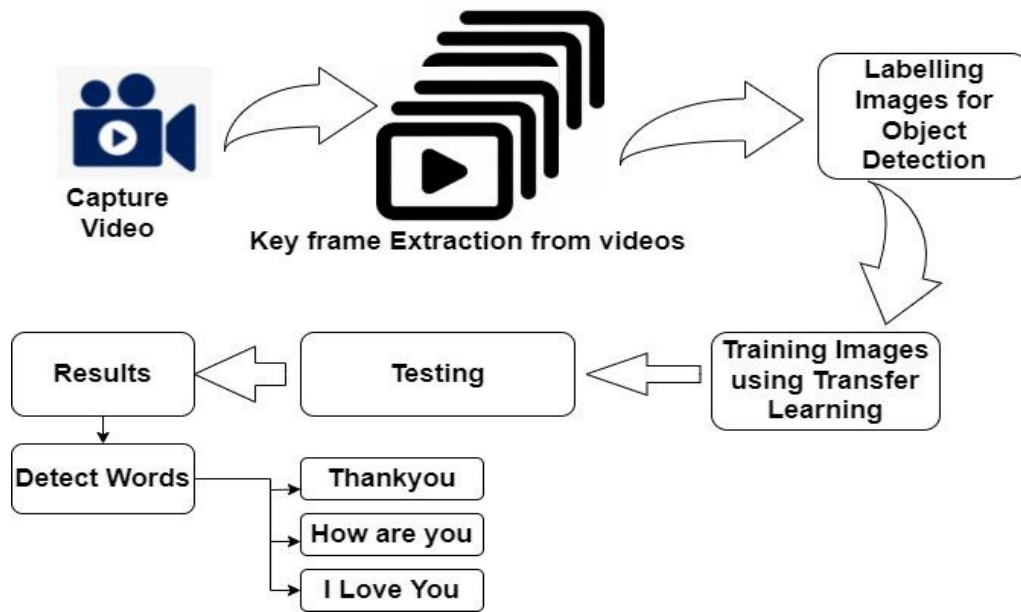 Capture
Video
Key frame Extraction from videos
Labelling
Images for
Object
Detection
Training Images
using Transfer
Learning
Testing
Results
Detect Words
Thankyou
How are you
I Love You